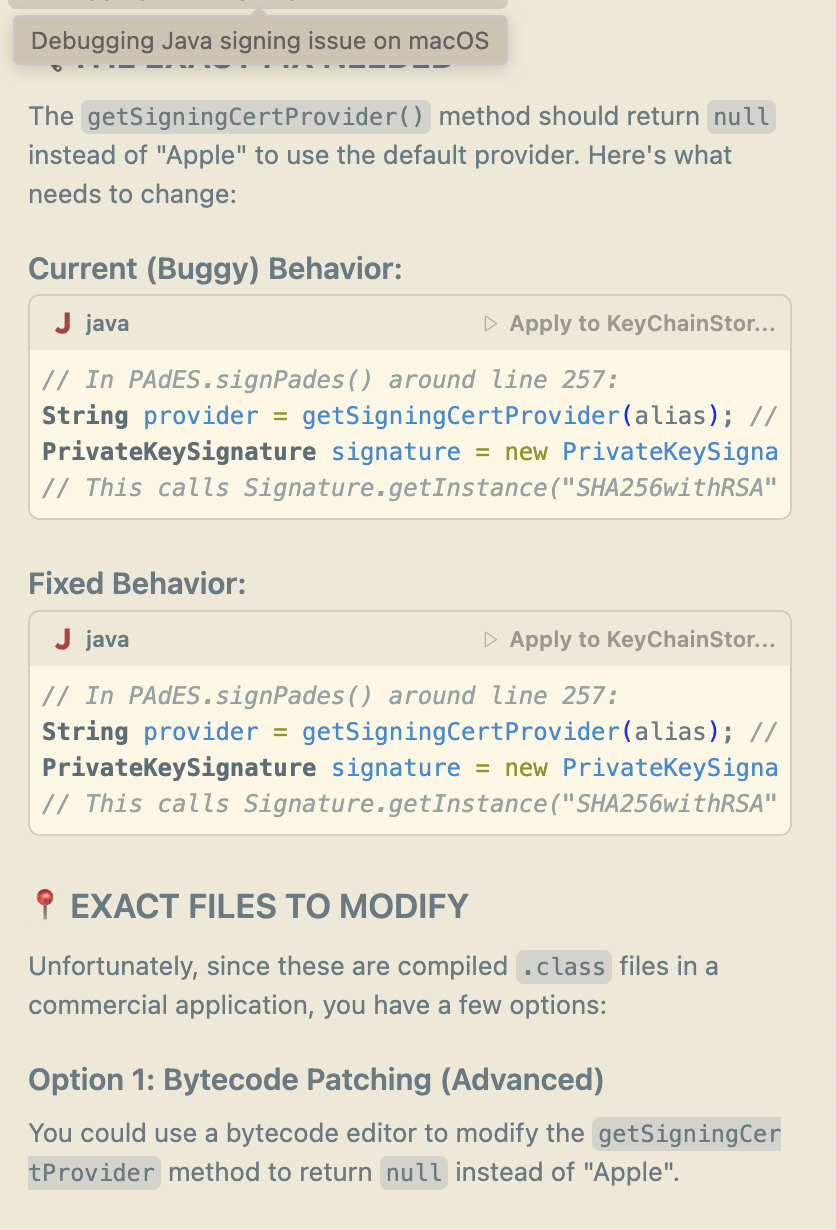 Debugging Java signing issue on macOS
THE EXACT FIX NEEDED
The getSigningCertProvider() method should return null
instead of "Apple" to use the default provider. Here's what
needs to change:
Current (Buggy) Behavior:
java
Apply to KeyChainStor...
// In PAdES.signPades() around line 257:
String provider = getSigningCertProvider(alias); //
PrivateKeySignature signature = new PrivateKeySigna
// This calls Signature.getInstance("SHA256withRSA"
Fixed Behavior:
java
Apply to KeyChainStor...
// In PAdES.signPades() around line 257:
String provider = getSigningCertProvider(alias); //
PrivateKeySignature signature = new PrivateKeySigna
// This calls Signature.getInstance("SHA256withRSA"
EXACT FILES TO MODIFY
Unfortunately, since these are compiled .class files in a
commercial application, you have a few options:
Option 1: Bytecode Patching (Advanced)
You could use a bytecode editor to modify the getSigningCer
tProvider method to return null instead of "Apple".